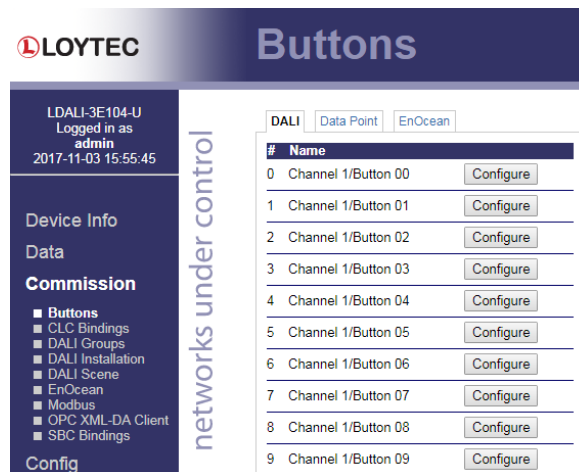 LOYTEC
Buttons
LDALI-3E104-U
Logged in as
admin
2017-11-03 15:55:45
Device Info
Data
Commission
Buttons
CLC Bindings
DALI Groups
DALI Installation
DALI Scene
EnOcean
Modbus
OPC XML-DA Client
SBC Bindings
Config
networks under control
DALI Data Point EnOcean
# Name
0 Channel 1/Button 00 Configure
1 Channel 1/Button 01 Configure
2 Channel 1/Button 02 Configure
3 Channel 1/Button 03 Configure
4 Channel 1/Button 04 Configure
5 Channel 1/Button 05 Configure
6 Channel 1/Button 06 Configure
7 Channel 1/Button 07 Configure
8 Channel 1/Button 08 Configure
9 Channel 1/Button 09 Configure